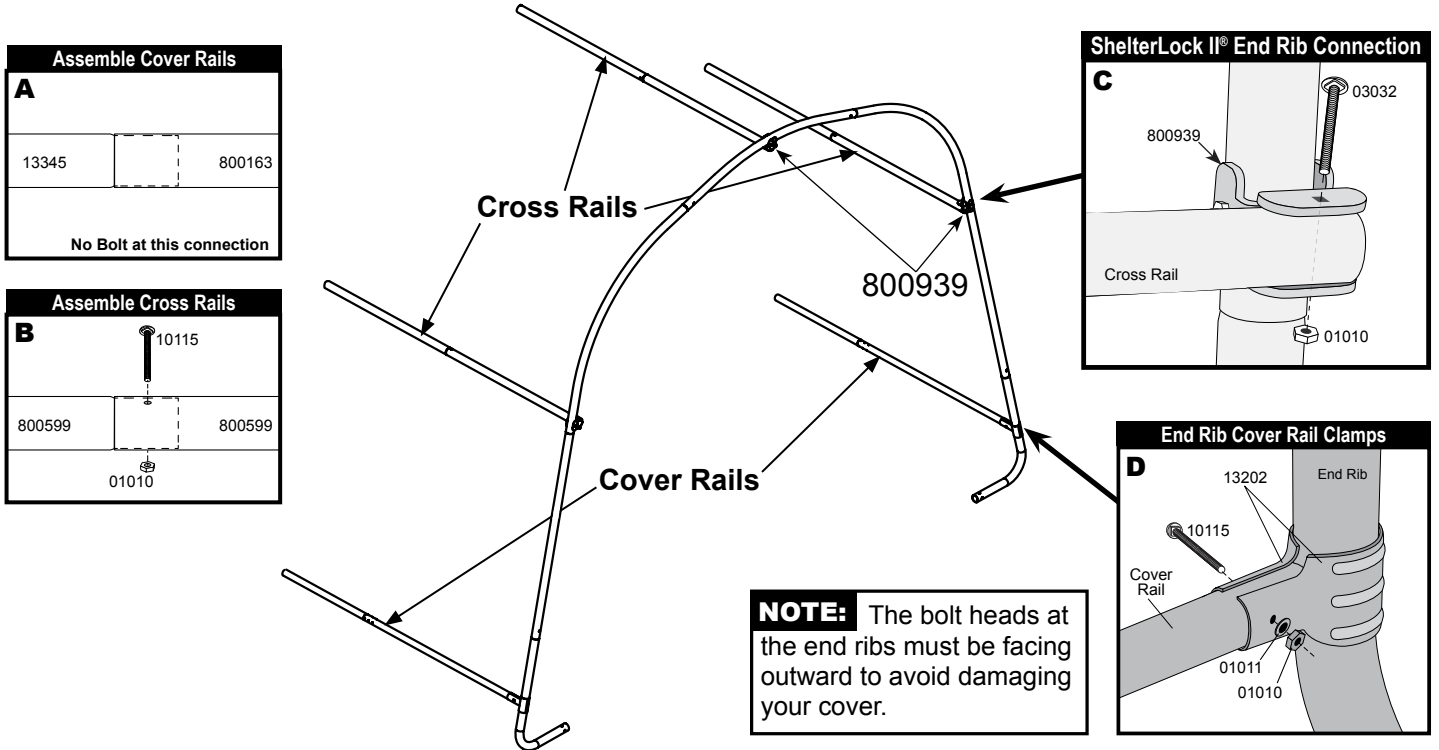 Assemble Cover Rails
A
13345 800163
No Bolt at this connection
Assemble Cross Rails
B
10115
800599 800599
01010
Cross Rails
800939
Cover Rails
ShelterLock II® End Rib Connection
C
03032
800939
Cross Rail
01010
End Rib Cover Rail Clamps
D
End Rib
13202
10115
Cover
Rail
01011
01010
NOTE: The bolt heads at
the end ribs must be facing
outward to avoid damaging
your cover.